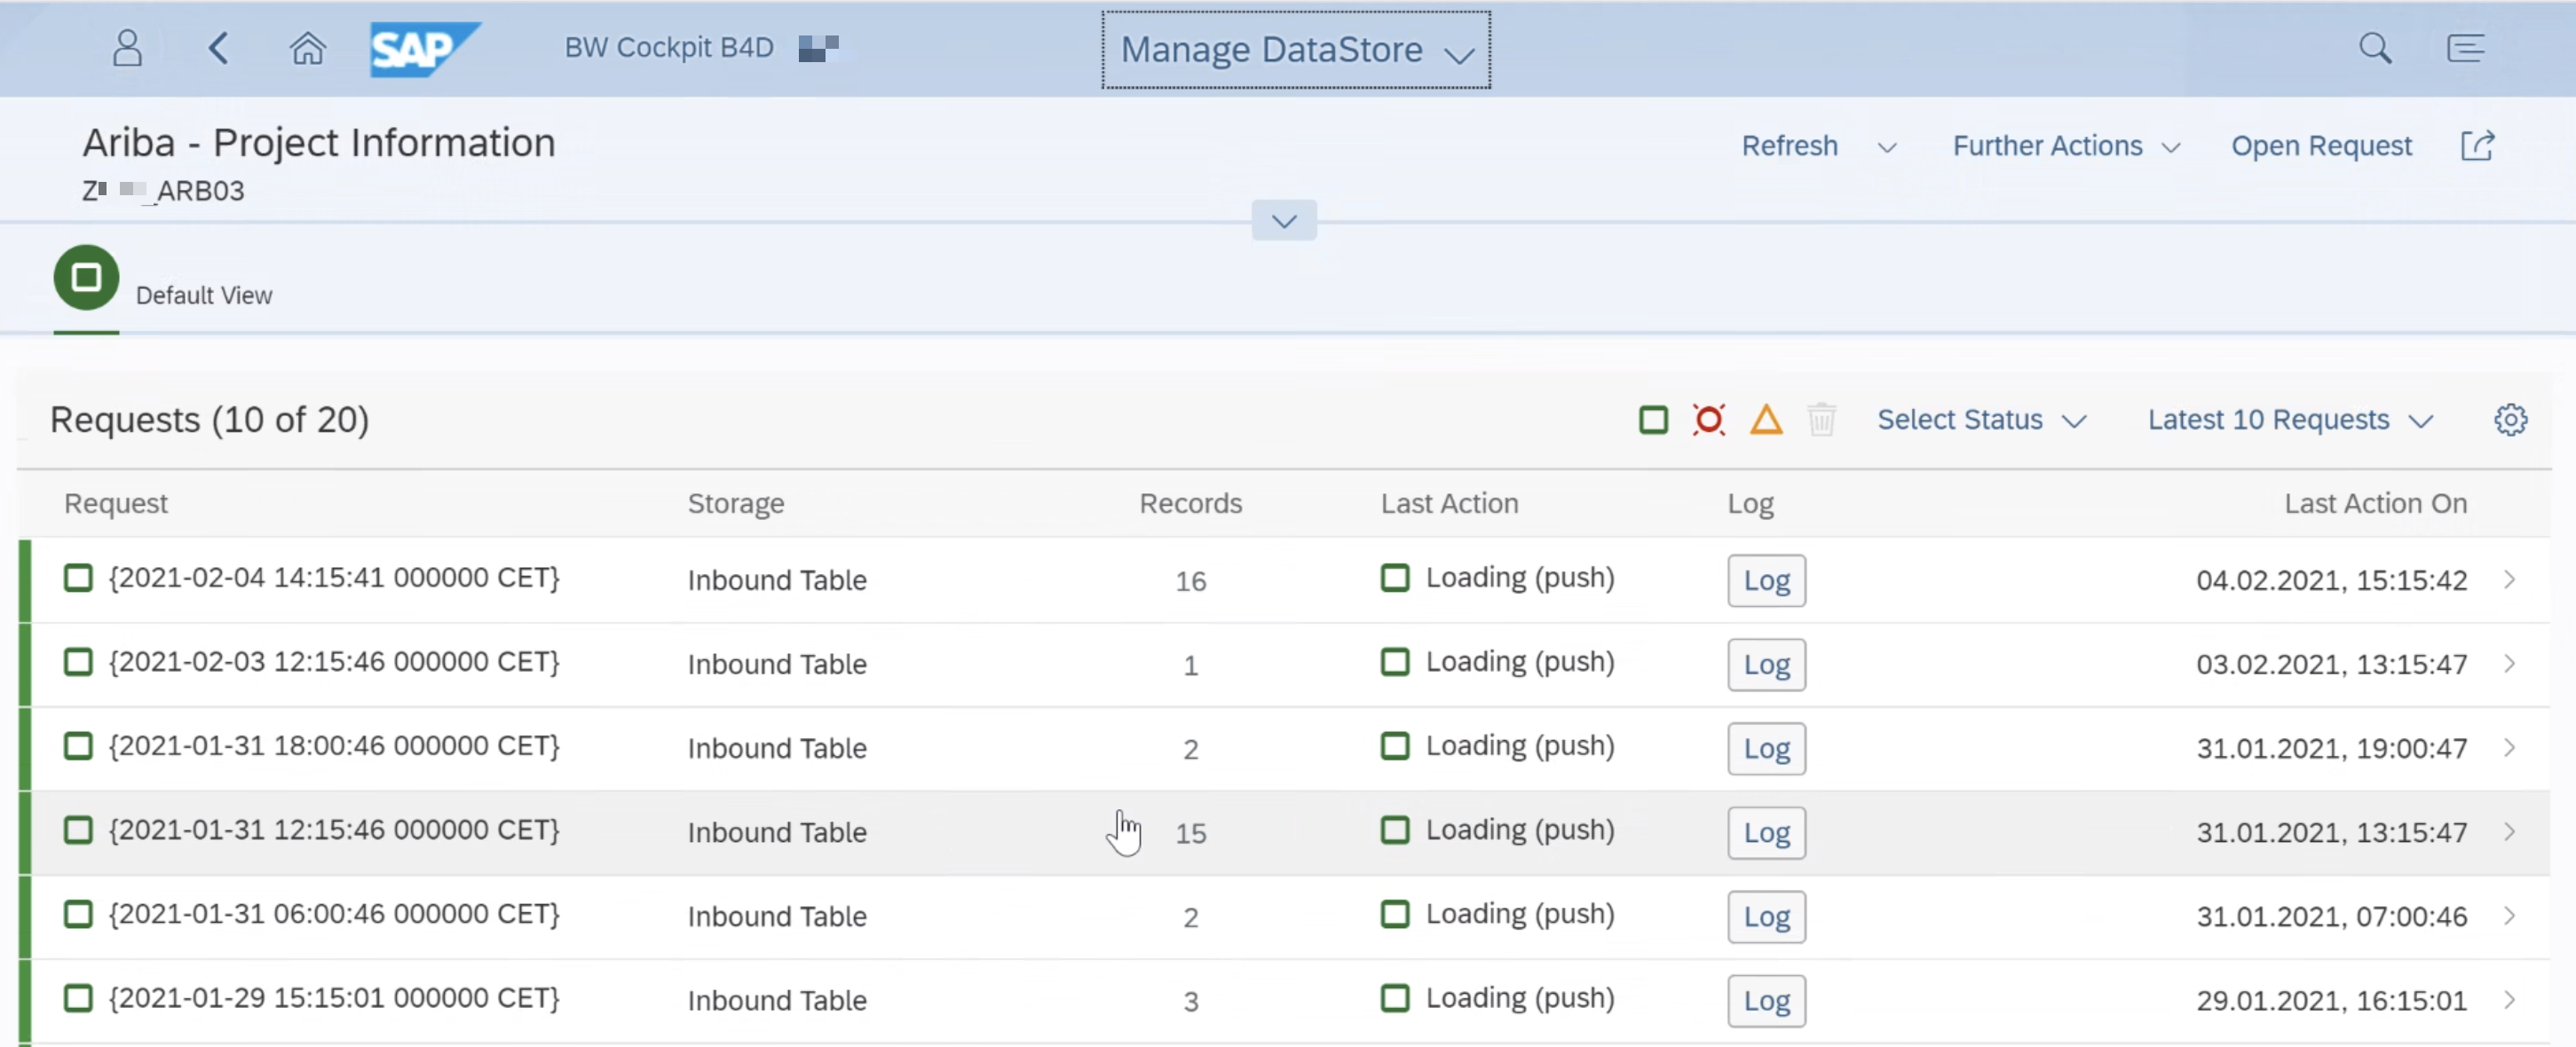 SAP BW Cockpit B4D Manage DataStore
Ariba - Project Information
Refresh Further Actions Open Request
Z _ARB03
Default View
Requests (10 of 20) Select Status Latest 10 Requests
Request Storage Records Last Action Log Last Action On
{2021-02-04 14:15:41 000000 CET} Inbound Table 16 Loading (push) Log 04.02.2021, 15:15:42
{2021-02-03 12:15:46 000000 CET} Inbound Table 1 Loading (push) Log 03.02.2021, 13:15:47
{2021-01-31 18:00:46 000000 CET} Inbound Table 2 Loading (push) Log 31.01.2021, 19:00:47
{2021-01-31 12:15:46 000000 CET} Inbound Table 15 Loading (push) Log 31.01.2021, 13:15:47
{2021-01-31 06:00:46 000000 CET} Inbound Table 2 Loading (push) Log 31.01.2021, 07:00:46
{2021-01-29 15:15:01 000000 CET} Inbound Table 3 Loading (push) Log 29.01.2021, 16:15:01